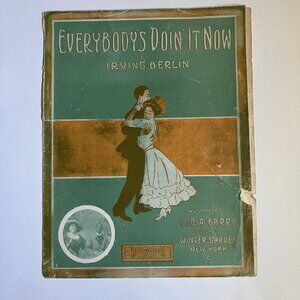 EVERYBODY'S DOIN' IT NOW
IRVING BERLIN
LYDIA BARRY
WINTER GARDEN
NEW YORK